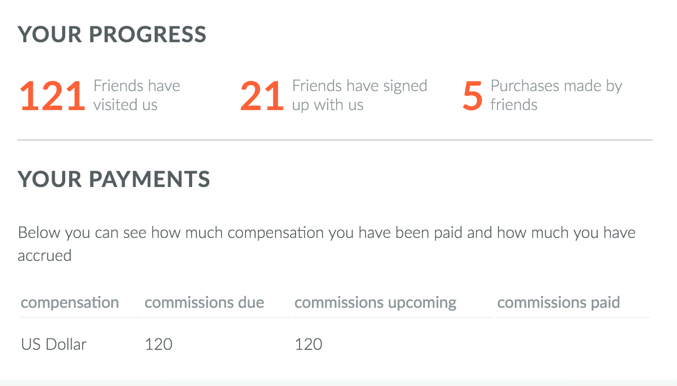 YOUR PROGRESS
121 Friends have visited us
21 Friends have signed up with us
5 Purchases made by friends
YOUR PAYMENTS
Below you can see how much compensation you have been paid and how much you have
accrued
compensation commissions due commissions upcoming commissions paid
US Dollar 120 120